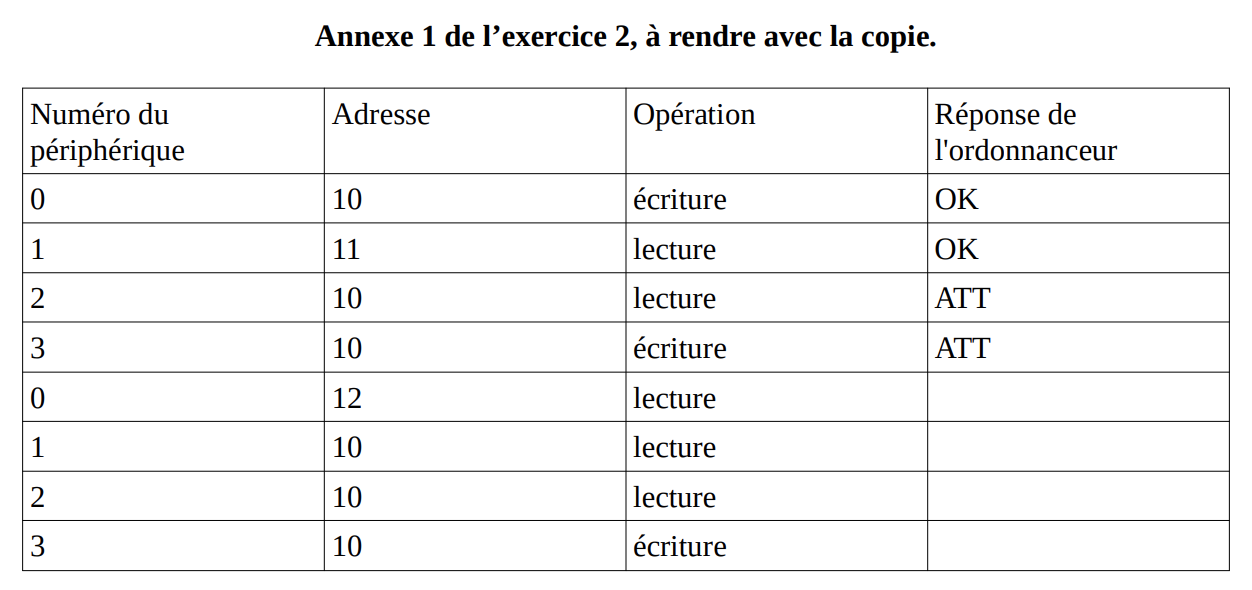 Annexe 1 de l’exercice 2, à rendre avec la copie.
Numéro du périphérique Adresse Opération Réponse de l'ordonnanceur
0 10 écriture OK
1 11 lecture OK
2 10 lecture ATT
3 10 écriture ATT
0 12 lecture
1 10 lecture
2 10 lecture
3 10 écriture